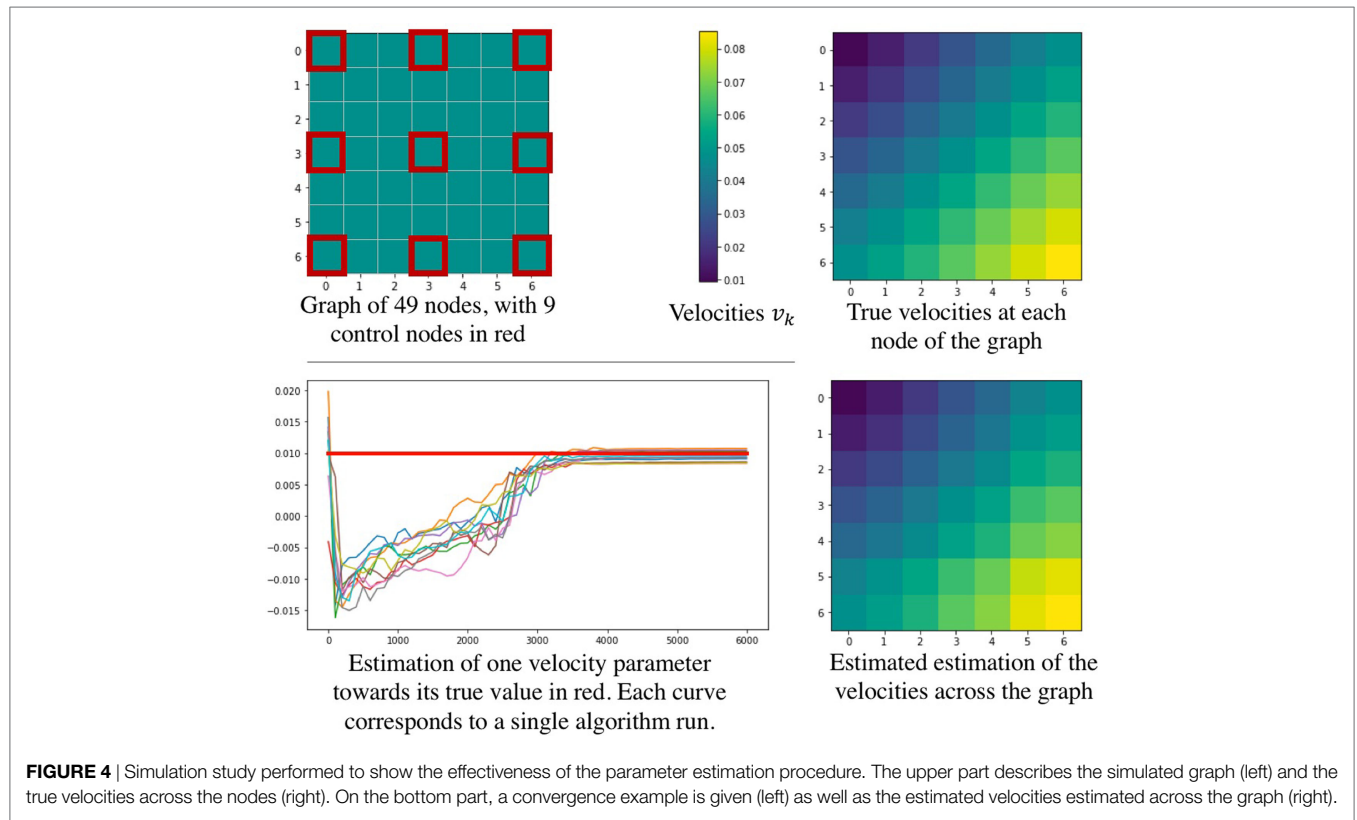 0
1
2
3
4
5
6
0 1 2 3 4 5 6
Graph of 49 nodes, with 9
control nodes in red
0.08
0.07
0.06
0.05
0.04
0.03
0.02
0.01
Velocities vₖ
0
1
2
3
4
5
6
0 1 2 3 4 5 6
True velocities at each
node of the graph
0.020
0.015
0.010
0.005
0.000
−0.005
−0.010
−0.015
0 1000 2000 3000 4000 5000 6000
Estimation of one velocity parameter
towards its true value in red. Each curve
corresponds to a single algorithm run.
0
1
2
3
4
5
6
0 1 2 3 4 5 6
Estimated estimation of the
velocities across the graph
FIGURE 4 | Simulation study performed to show the effectiveness of the parameter estimation procedure. The upper part describes the simulated graph (left) and the
true velocities across the nodes (right). On the bottom part, a convergence example is given (left) as well as the estimated velocities estimated across the graph (right).